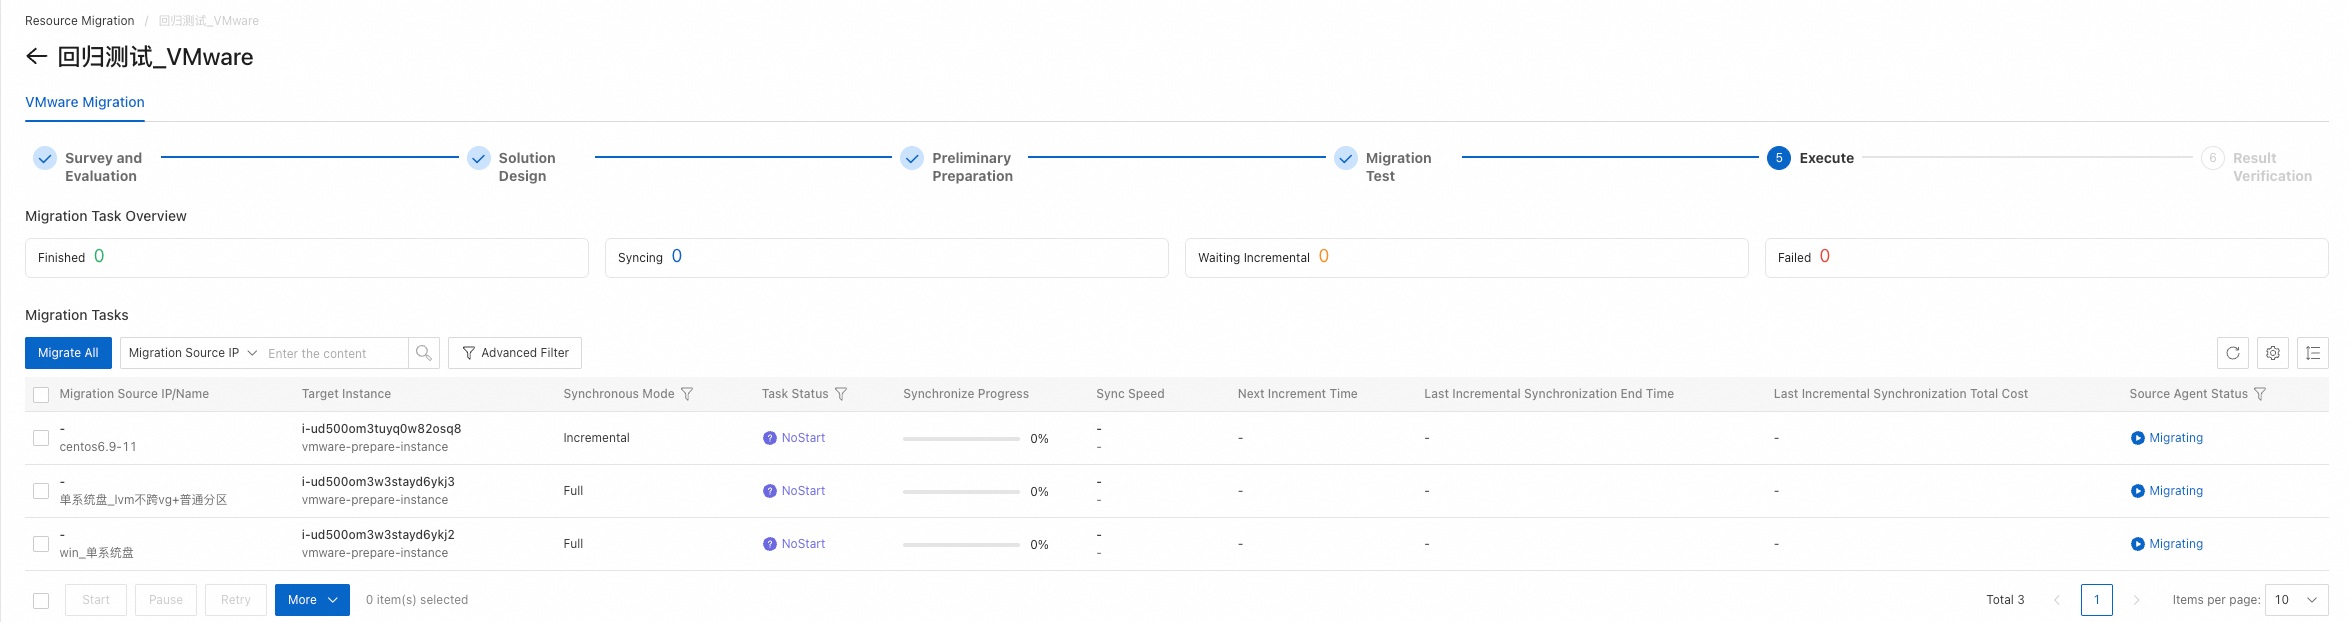 Resource Migration / 回归测试_VMware
← 回归测试_VMware
VMware Migration
Survey and Evaluation
Solution Design
Preliminary Preparation
Migration Test
5 Execute
6 Result Verification
Migration Task Overview
Finished 0
Syncing 0
Waiting Incremental 0
Failed 0
Migration Tasks
Migrate All Migration Source IP Enter the content Advanced Filter
Migration Source IP/Name Target Instance Synchronous Mode Task Status Synchronize Progress Sync Speed Next Increment Time Last Incremental Synchronization End Time Last Incremental Synchronization Total Cost Source Agent Status
- i-ud500om3tuyq0w82osq8 Incremental NoStart 0% - - - - Migrating
centos6.9-11 vmware-prepare-instance -
- i-ud500om3w3stayd6ykj3 Full NoStart 0% - - - - Migrating
单系统盘_lvm不跨vg+普通分区 vmware-prepare-instance -
- i-ud500om3w3stayd6ykj2 Full NoStart 0% - - - - Migrating
win_单系统盘 vmware-prepare-instance -
Start Pause Retry More 0 item(s) selected Total 3 < 1 > Items per page: 10